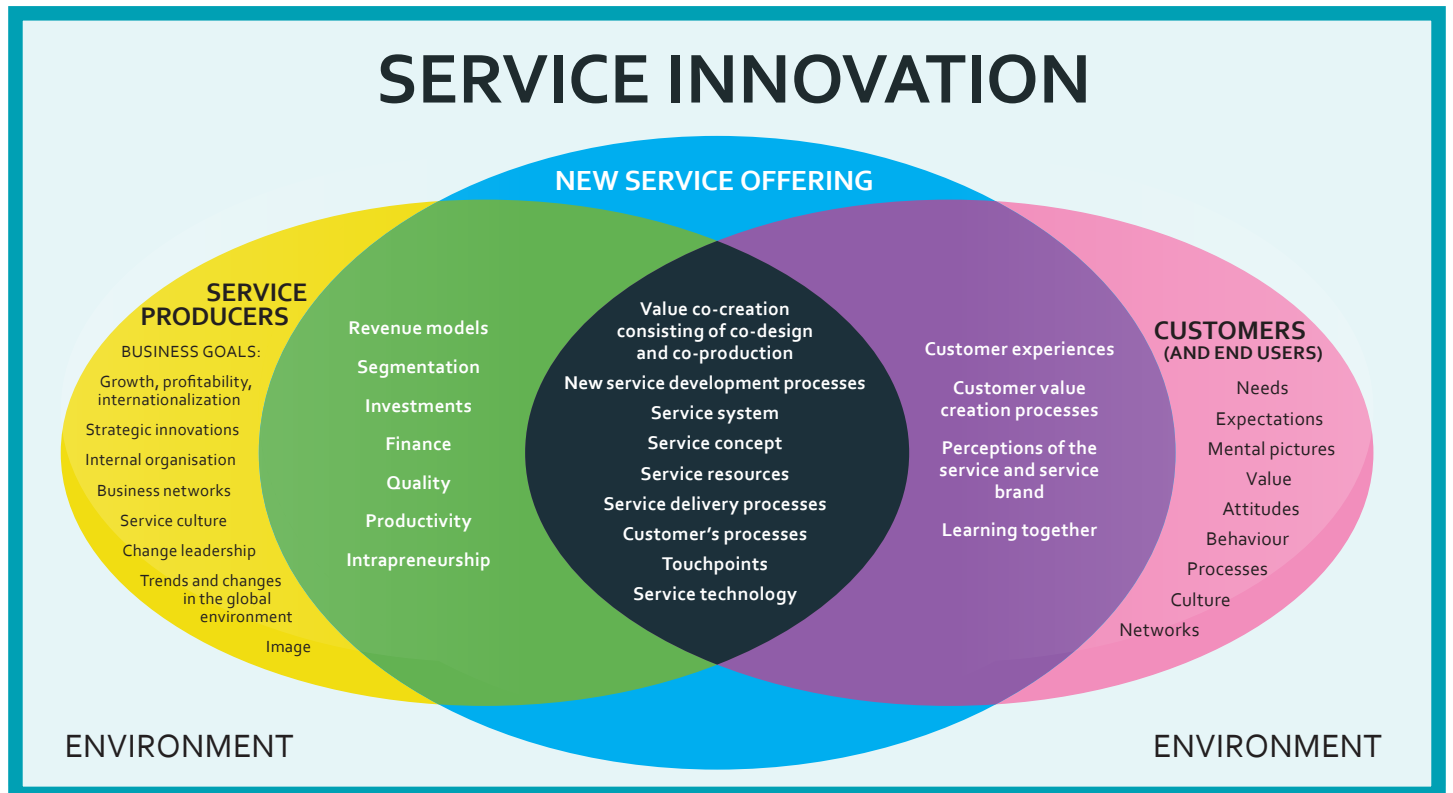 SERVICE INNOVATION
NEW SERVICE OFFERING
SERVICE
PRODUCERS
BUSINESS GOALS:
Growth, profitability,
internationalization
Strategic innovations
Internal organisation
Business networks
Service culture
Change leadership
Trends and changes
in the global
environment
Image
Revenue models
Segmentation
Investments
Finance
Quality
Productivity
Intrapreneurship
Value co-creation
consisting of co-design
and co-production
New service development processes
Service system
Service concept
Service resources
Service delivery processes
Customer's processes
Touchpoints
Service technology
Customer experiences
Customer value
creation processes
Perceptions of the
service and service
brand
Learning together
CUSTOMERS
(AND END USERS)
Needs
Expectations
Mental pictures
Value
Attitudes
Behaviour
Processes
Culture
Networks
ENVIRONMENT
ENVIRONMENT